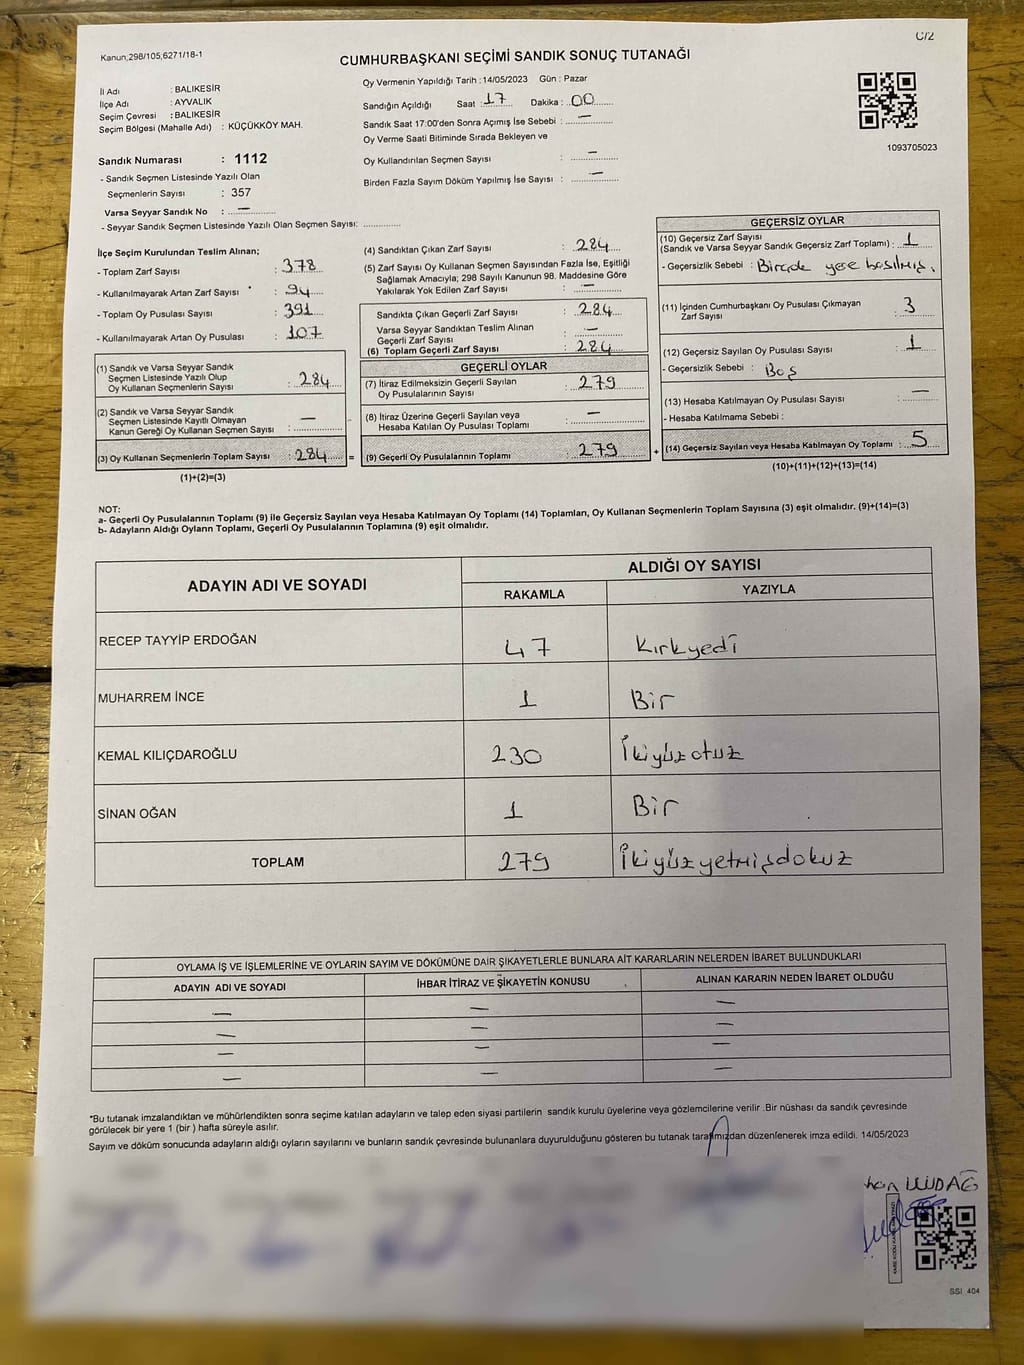 C/2
Kanun;298/105;6271/18-1
CUMHURBAŞKANI SEÇİMİ SANDIK SONUÇ TUTANAĞI
İl Adı : BALIKESİR
İlçe Adı : AYVALIK
Seçim Çevresi : BALIKESİR
Seçim Bölgesi (Mahalle Adı) : KÜÇÜKKÖY MAH.
Sandık Numarası : 1112
- Sandık Seçmen Listesinde Yazılı Olan
Seçmenlerin Sayısı : 357
Varsa Seyyar Sandık No : —
- Seyyar Sandık Seçmen Listesinde Yazılı Olan Seçmen Sayısı: ..............
Oy Vermenin Yapıldığı Tarih :14/05/2023 Gün : Pazar
Sandığın Açıldığı Saat : 17 Dakika : 00
Sandık Saat 17:00'den Sonra Açımış İse Sebebi : —
Oy Verme Saati Bitiminde Sırada Bekleyen ve
Oy Kullandırılan Seçmen Sayısı : —
Birden Fazla Sayım Döküm Yapılmış İse Sayısı : —
1093705023
İlçe Seçim Kurulundan Teslim Alınan;
- Toplam Zarf Sayısı : 378
- Kullanılmayarak Artan Zarf Sayısı : 94
- Toplam Oy Pusulası Sayısı : 391
- Kullanılmayarak Artan Oy Pusulası : 107
(1) Sandık ve Varsa Seyyar Sandık
Seçmen Listesinde Yazılı Olup
Oy Kullanan Seçmenlerin Sayısı : 284
(2) Sandık ve Varsa Seyyar Sandık
Seçmen Listesinde Kayıtlı Olmayan
Kanun Gereği Oy Kullanan Seçmen Sayısı : —
(3) Oy Kullanan Seçmenlerin Toplam Sayısı : 284 =
(1)+(2)=(3)
(4) Sandıktan Çıkan Zarf Sayısı : 284
(5) Zarf Sayısı Oy Kullanan Seçmen Sayısından Fazla İse, Eşitliği
Sağlamak Amacıyla; 298 Sayılı Kanunun 98. Maddesine Göre
Yakılarak Yok Edilen Zarf Sayısı : —
Sandıkta Çıkan Geçerli Zarf Sayısı : 284
Varsa Seyyar Sandıktan Teslim Alınan
Geçerli Zarf Sayısı : —
(6) Toplam Geçerli Zarf Sayısı : 284
GEÇERLİ OYLAR
(7) İtiraz Edilmeksizin Geçerli Sayılan
Oy Pusulalarının Sayısı : 279
(8) İtiraz Üzerine Geçerli Sayılan veya
Hesaba Katılan Oy Pusulası Toplamı : —
(9) Geçerli Oy Pusulalarının Toplamı : 279 +
GEÇERSİZ OYLAR
(10) Geçersiz Zarf Sayısı
(Sandık ve Varsa Seyyar Sandık Geçersiz Zarf Toplamı) : 1
- Geçersizlik Sebebi : Birçde yere basılmış.
(11) İçinden Cumhurbaşkanı Oy Pusulası Çıkmayan
Zarf Sayısı : 3
(12) Geçersiz Sayılan Oy Pusulası Sayısı : 1
- Geçersizlik Sebebi : Boş
(13) Hesaba Katılmayan Oy Pusulası Sayısı : —
- Hesaba Katılmama Sebebi :
(14) Geçersiz Sayılan veya Hesaba Katılmayan Oy Toplamı : 5
(10)+(11)+(12)+(13)=(14)
NOT:
a- Geçerli Oy Pusulalarının Toplamı (9) ile Geçersiz Sayılan veya Hesaba Katılmayan Oy Toplamı (14) Toplamları, Oy Kullanan Seçmenlerin Toplam Sayısına (3) eşit olmalıdır. (9)+(14)=(3)
b- Adayların Aldığı Oyların Toplamı, Geçerli Oy Pusulalarının Toplamına (9) eşit olmalıdır.
ADAYIN ADI VE SOYADI ALDIĞI OY SAYISI
RAKAMLA YAZIYLA
RECEP TAYYİP ERDOĞAN 47 Kırkyedi
MUHARREM İNCE 1 Bir
KEMAL KILIÇDAROĞLU 230 İkiyüzotuz
SİNAN OĞAN 1 Bir
TOPLAM 279 İkiyüzyetmişdokuz
OYLAMA İŞ VE İŞLEMLERİNE VE OYLARIN SAYIM VE DÖKÜMÜNE DAİR ŞİKAYETLERLE BUNLARA AİT KARARLARIN NELERDEN İBARET BULUNDUKLARI
ADAYIN ADI VE SOYADI İHBAR İTİRAZ VE ŞİKAYETİN KONUSU ALINAN KARARIN NEDEN İBARET OLDUĞU
— — —
— — —
— — —
— — —
*Bu tutanak imzalandıktan ve mühürlendikten sonra seçime katılan adayların ve talep eden siyasi partilerin sandık kurulu üyelerine veya gözlemcilerine verilir .Bir nüshası da sandık çevresinde
görülecek bir yere 1 (bir ) hafta süreyle asılır.
Sayım ve döküm sonucunda adayların aldığı oyların sayılarını ve bunların sandık çevresinde bulunanlara duyurulduğunu gösteren bu tutanak tarafımızdan düzenlenerek imza edildi. 14/05/2023
ULUDAĞ
SSI_404